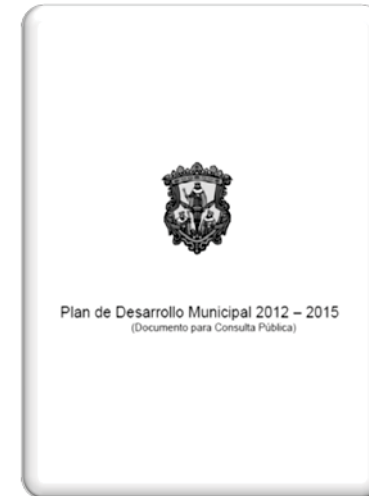 Plan de Desarrollo Municipal 2012 – 2015
(Documento para Consulta Pública)